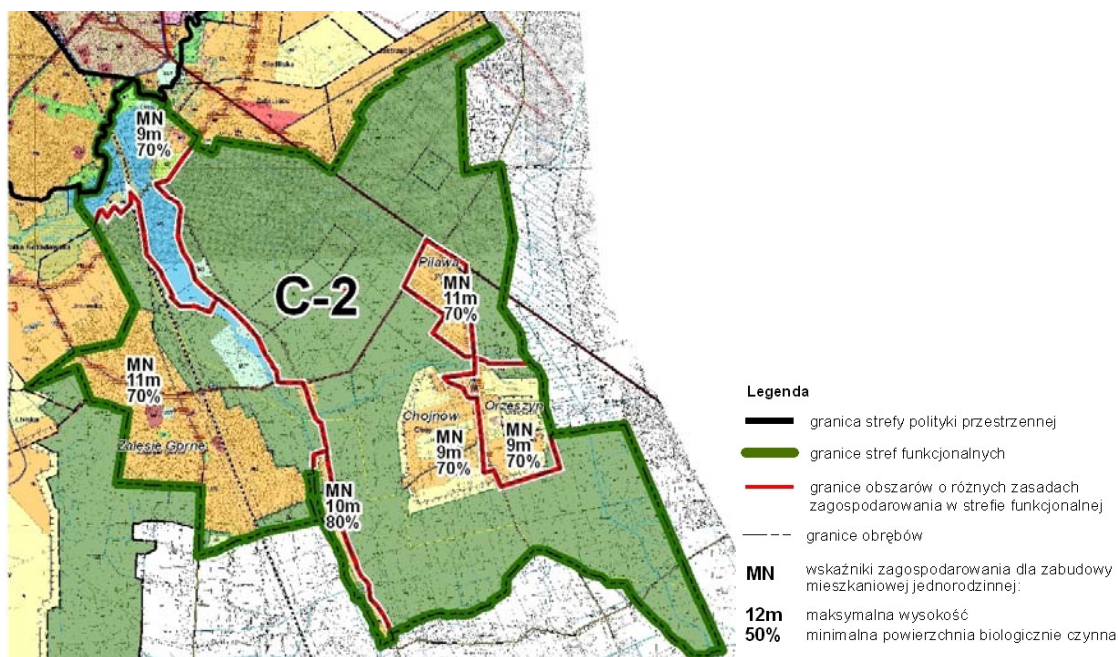 MN
9m
70%
C-2
Piława
MN
11m
70%
MN
11m
70%
Zalesie Górne
Chojnów
Orzeszyn
MN
9m
70%
MN
9m
70%
MN
10m
80%
Legenda
granica strefy polityki przestrzennej
granice stref funkcjonalnych
granice obszarów o różnych zasadach
zagospodarowania w strefie funkcjonalnej
granice obrębów
MN wskaźniki zagospodarowania dla zabudowy
mieszkaniowej jednorodzinnej:
12m maksymalna wysokość
50% minimalna powierzchnia biologicznie czynna